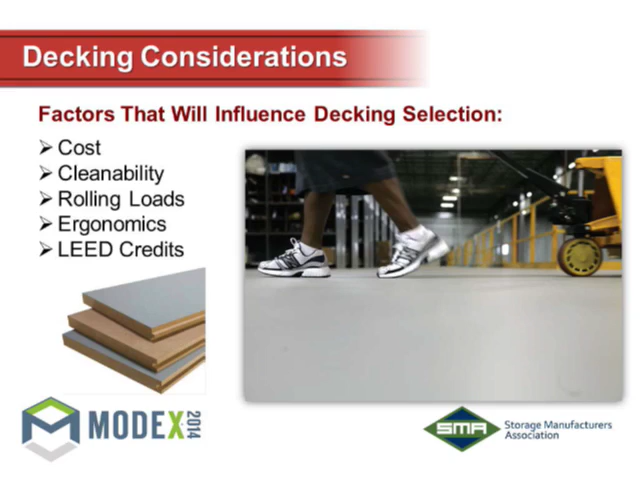 Decking Considerations
Factors That Will Influence Decking Selection:
➢ Cost
➢ Cleanability
➢ Rolling Loads
➢ Ergonomics
➢ LEED Credits
MODEX 2014
SMA Storage Manufacturers
Association